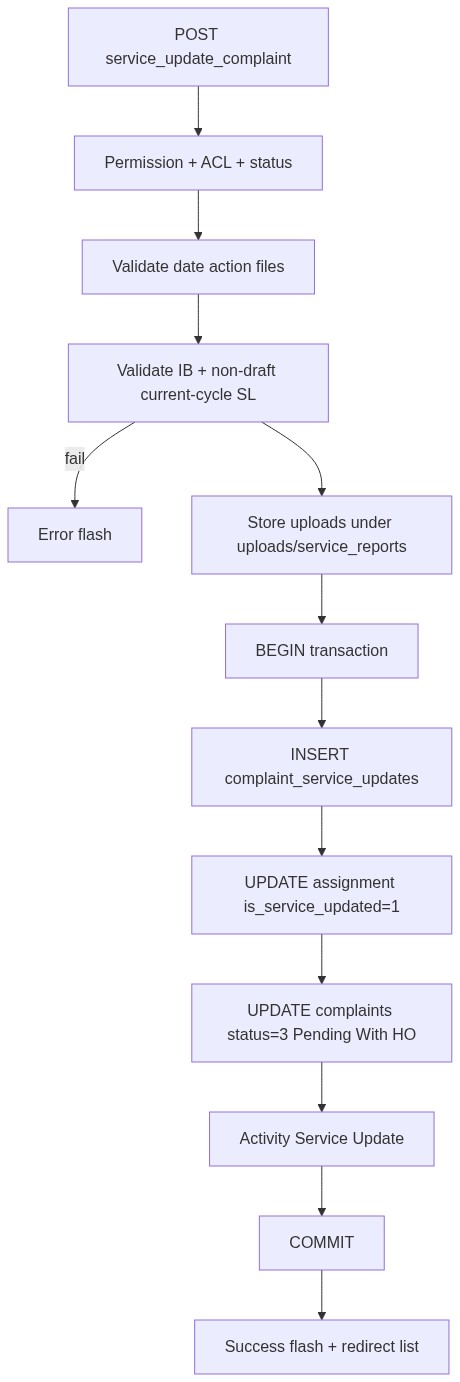 POST
service_update_complaint
Permission + ACL + status
Validate date action files
Validate IB + non-draft
current-cycle SL
fail
Error flash
Store uploads under
uploads/service_reports
BEGIN transaction
INSERT
complaint_service_updates
UPDATE assignment
is_service_updated=1
UPDATE complaints
status=3 Pending With HO
Activity Service Update
COMMIT
Success flash + redirect list